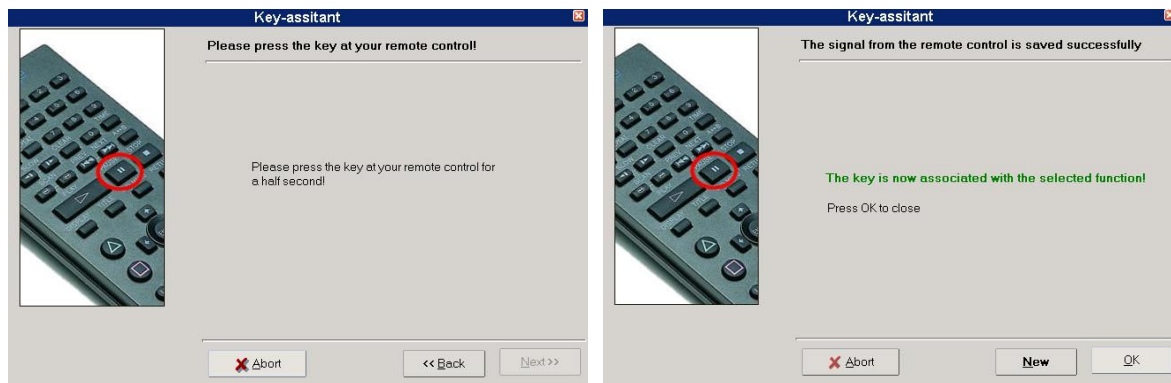 Key-assitant
Please press the key at your remote control!
Please press the key at your remote control for
a half second!
Abort
<< Back
Next >>
Key-assitant
The signal from the remote control is saved successfully
The key is now associated with the selected function!
Press OK to close
Abort
New
OK